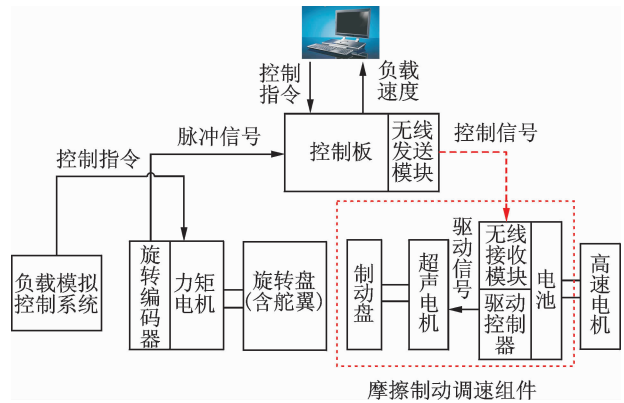 控制
指令
负载
速度
控制板
无线
发送
模块
脉冲信号
控制信号
控制指令
负载模拟
控制系统
旋转编码器
力矩
电机
旋转盘
(含舵翼)
制动盘
超声电机
驱动信号
无线
接收
模块
驱动
控制
器
电池
高速电机
摩擦制动调速组件